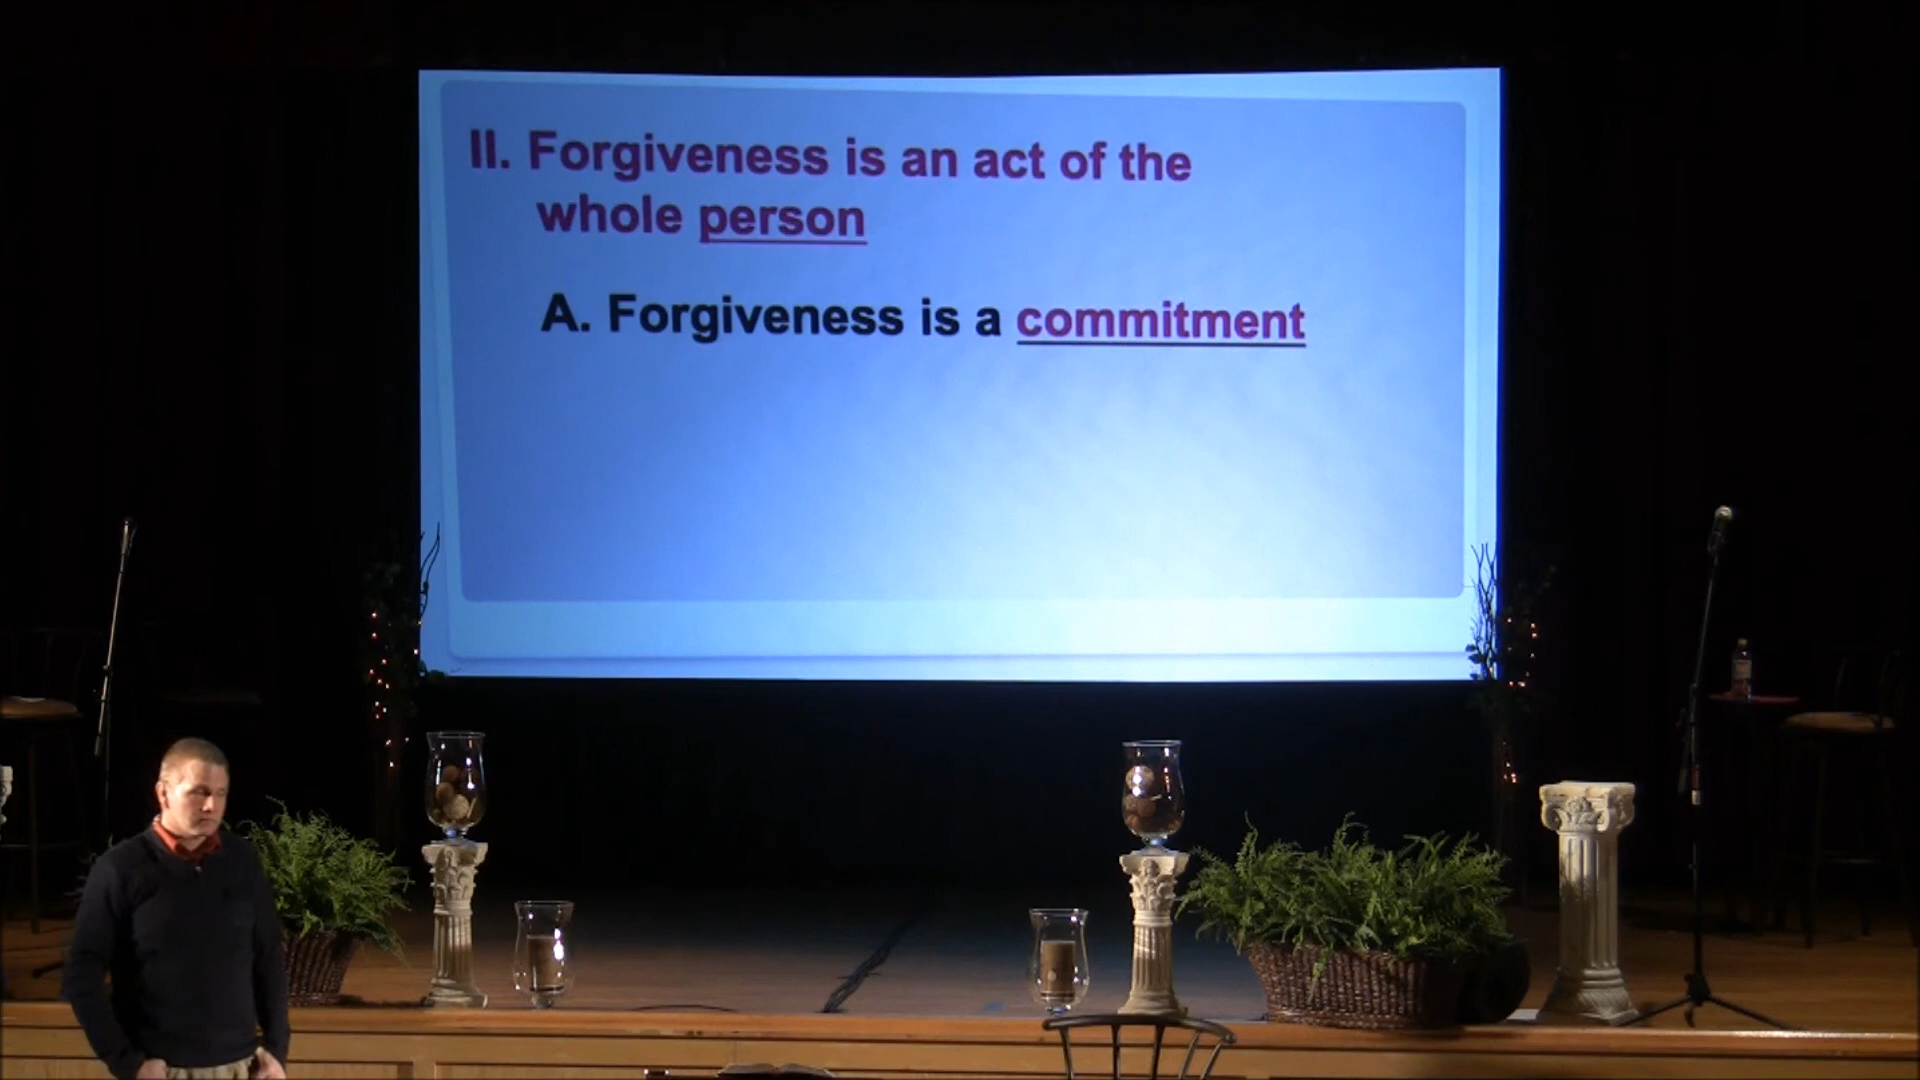 II. Forgiveness is an act of the
whole person
A. Forgiveness is a commitment